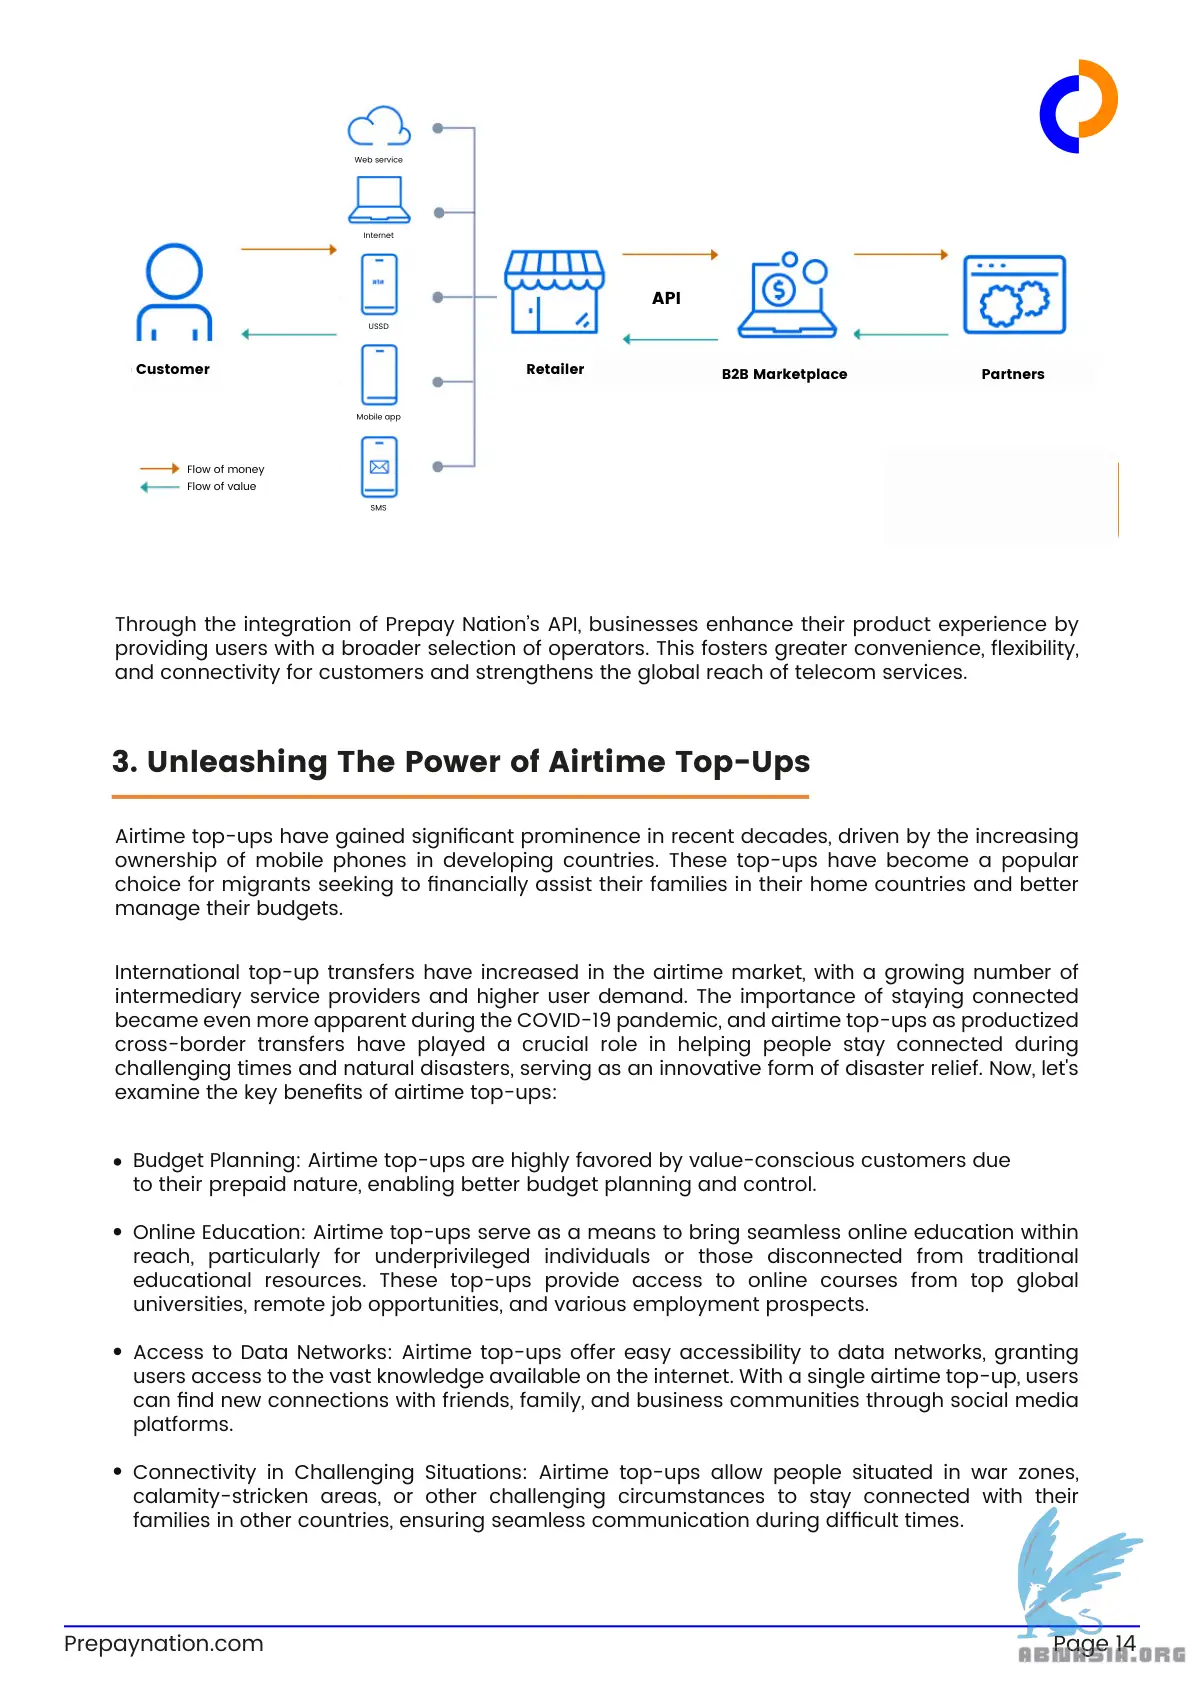 Web service
Internet
USSD
Mobile app
SMS
Customer
Retailer
API
B2B Marketplace
Partners
Flow of money
Flow of value
Through the integration of Prepay Nation's API, businesses enhance their product experience by
providing users with a broader selection of operators. This fosters greater convenience, flexibility,
and connectivity for customers and strengthens the global reach of telecom services.
3. Unleashing The Power of Airtime Top-Ups
Airtime top-ups have gained significant prominence in recent decades, driven by the increasing
ownership of mobile phones in developing countries. These top-ups have become a popular
choice for migrants seeking to financially assist their families in their home countries and better
manage their budgets.
International top-up transfers have increased in the airtime market, with a growing number of
intermediary service providers and higher user demand. The importance of staying connected
became even more apparent during the COVID-19 pandemic, and airtime top-ups as productized
cross-border transfers have played a crucial role in helping people stay connected during
challenging times and natural disasters, serving as an innovative form of disaster relief. Now, let's
examine the key benefits of airtime top-ups:
• Budget Planning: Airtime top-ups are highly favored by value-conscious customers due
to their prepaid nature, enabling better budget planning and control.
• Online Education: Airtime top-ups serve as a means to bring seamless online education within
reach, particularly for underprivileged individuals or those disconnected from traditional
educational resources. These top-ups provide access to online courses from top global
universities, remote job opportunities, and various employment prospects.
• Access to Data Networks: Airtime top-ups offer easy accessibility to data networks, granting
users access to the vast knowledge available on the internet. With a single airtime top-up, users
can find new connections with friends, family, and business communities through social media
platforms.
• Connectivity in Challenging Situations: Airtime top-ups allow people situated in war zones,
calamity-stricken areas, or other challenging circumstances to stay connected with their
families in other countries, ensuring seamless communication during difficult times.
Prepaynation.com
Page 14
ABMASIA.ORG